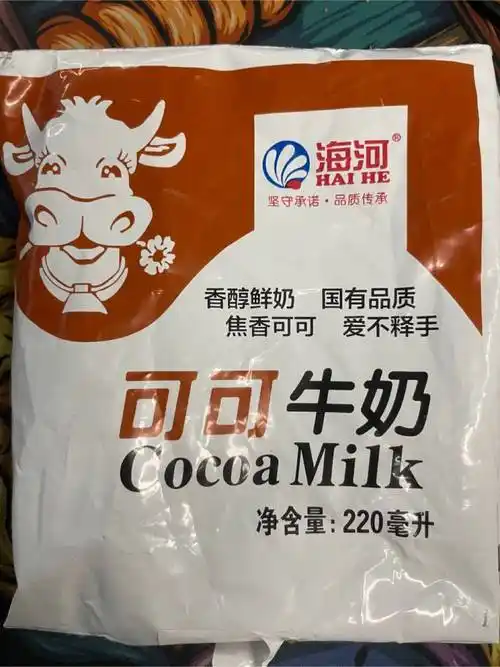 海河®
HAI HE
坚守承诺·品质传承
香醇鲜奶 国有品质
焦香可可 爱不释手
可可牛奶
Cocoa Milk
净含量:220毫升
1